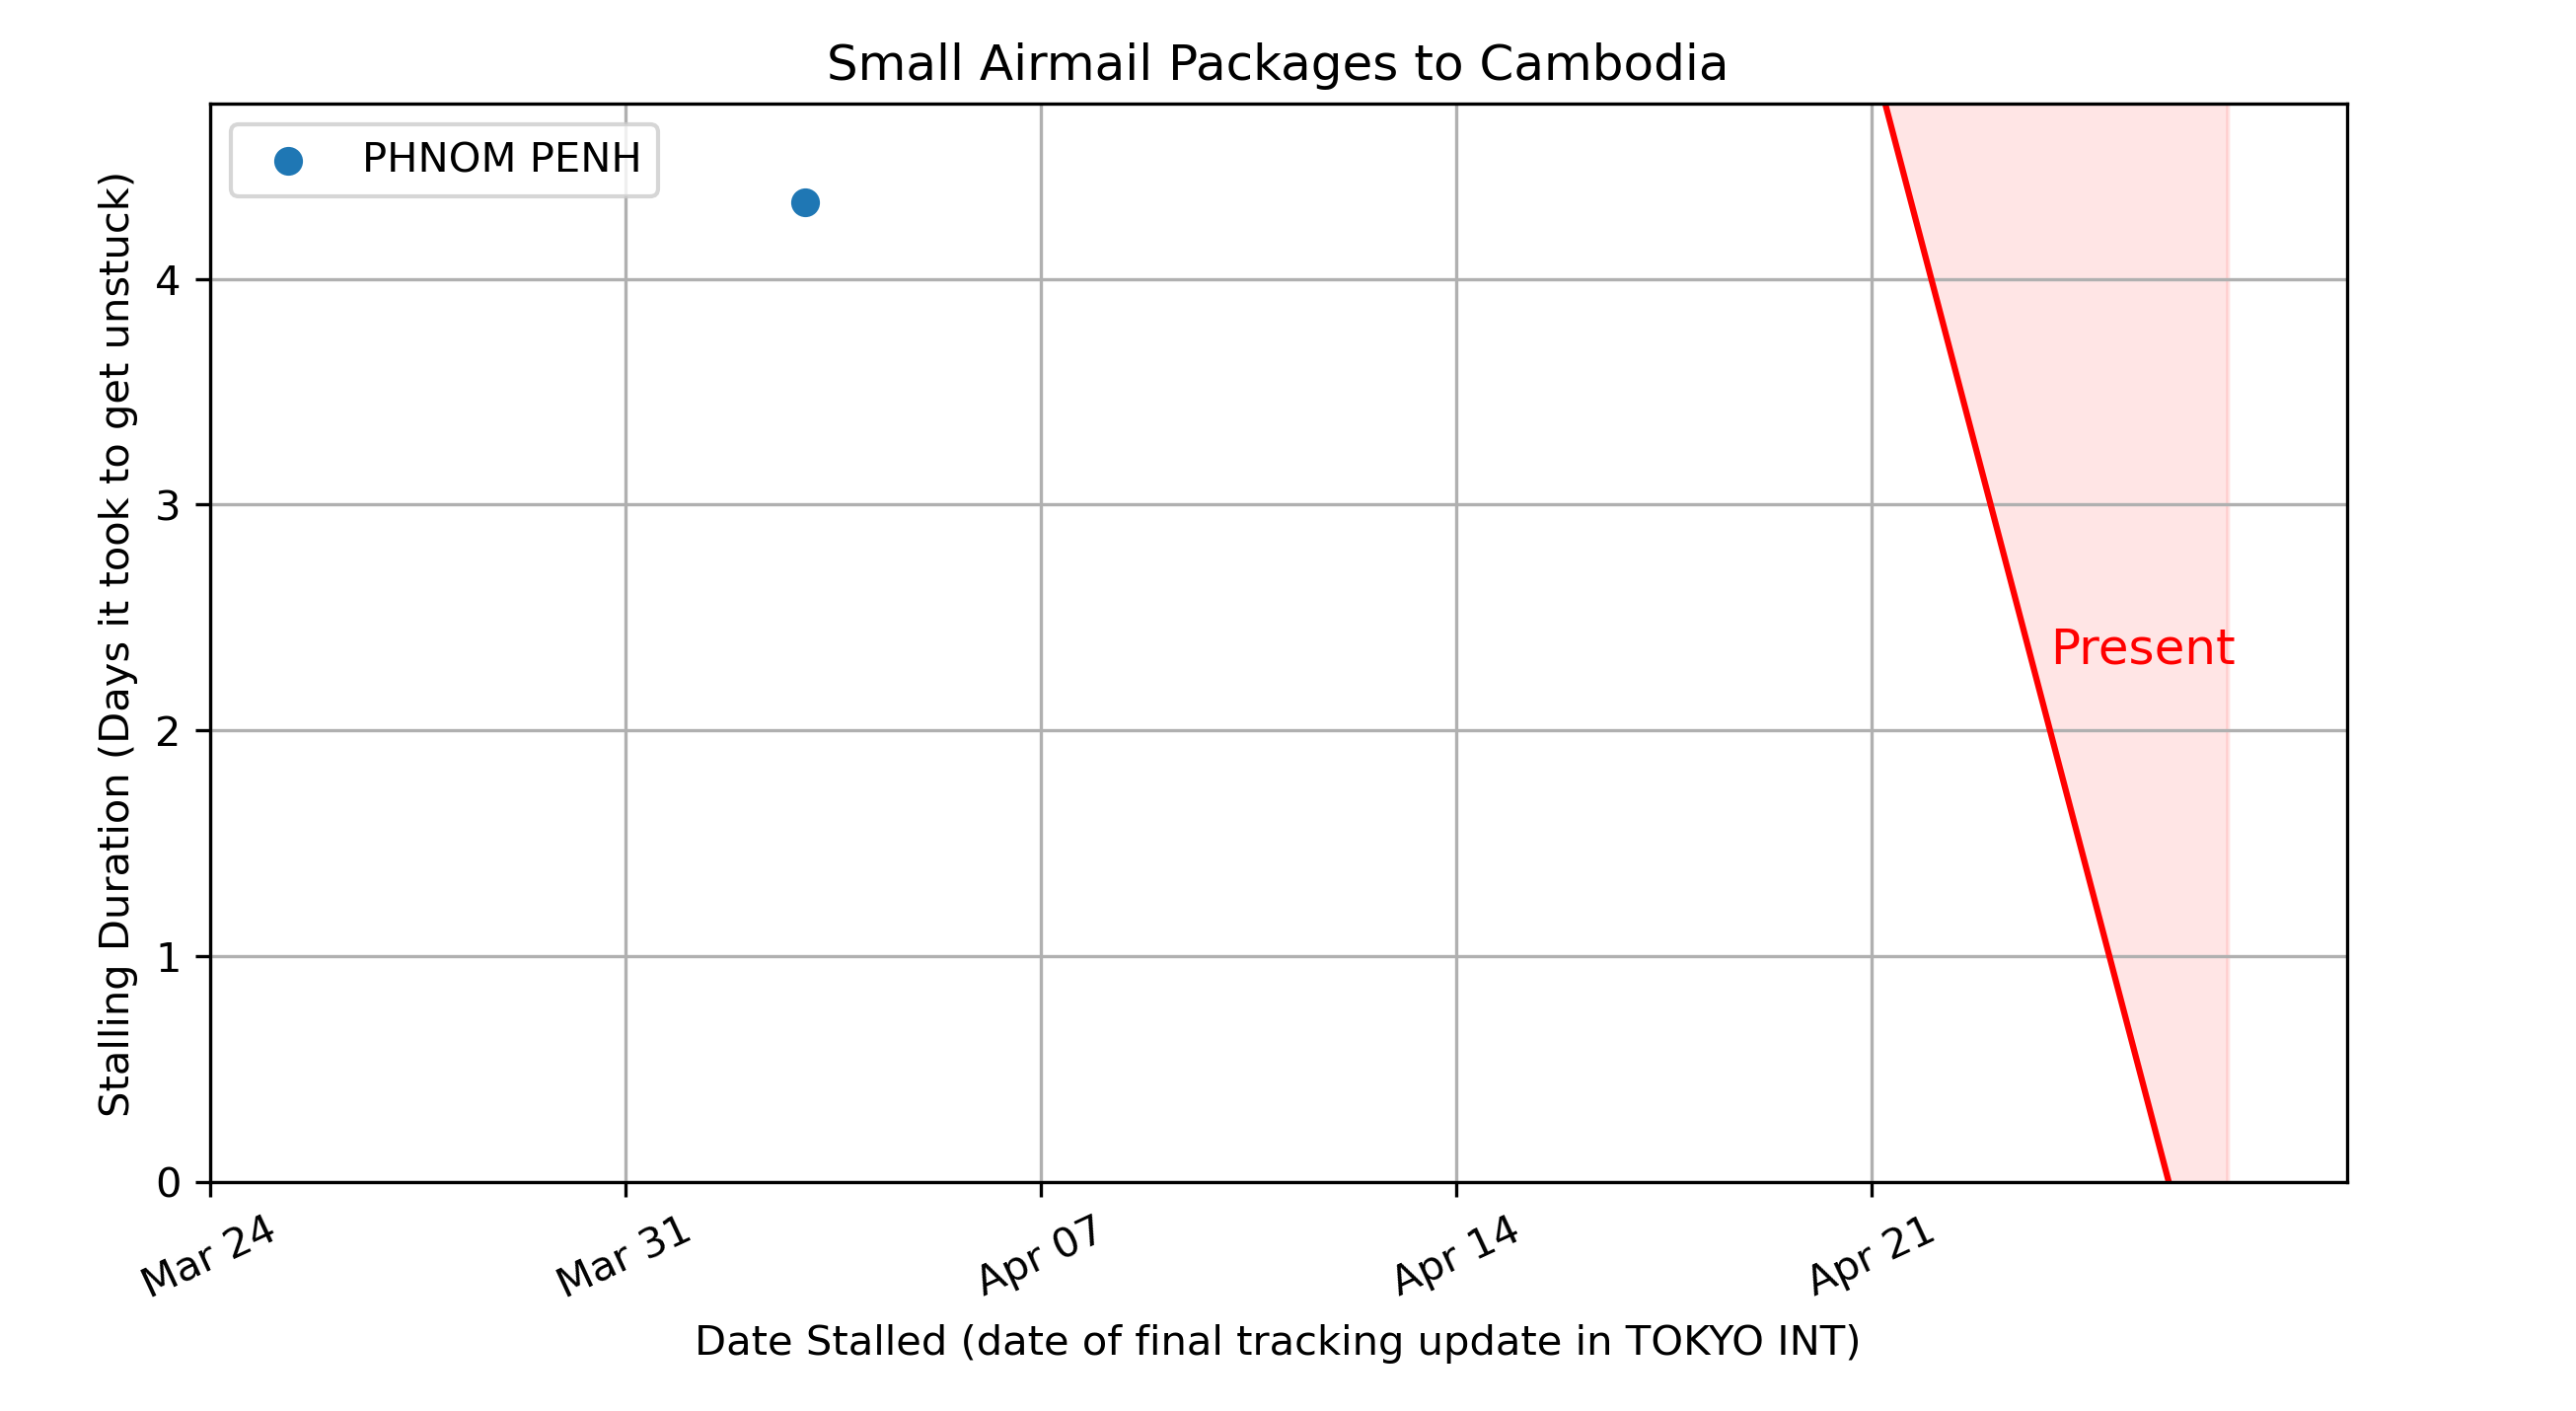 Small Airmail Packages to Cambodia
PHNOM PENH
Stalling Duration (Days it took to get unstuck)
4
3
2
1
0
Present
Mar 24
Mar 31
Apr 07
Apr 14
Apr 21
Date Stalled (date of final tracking update in TOKYO INT)